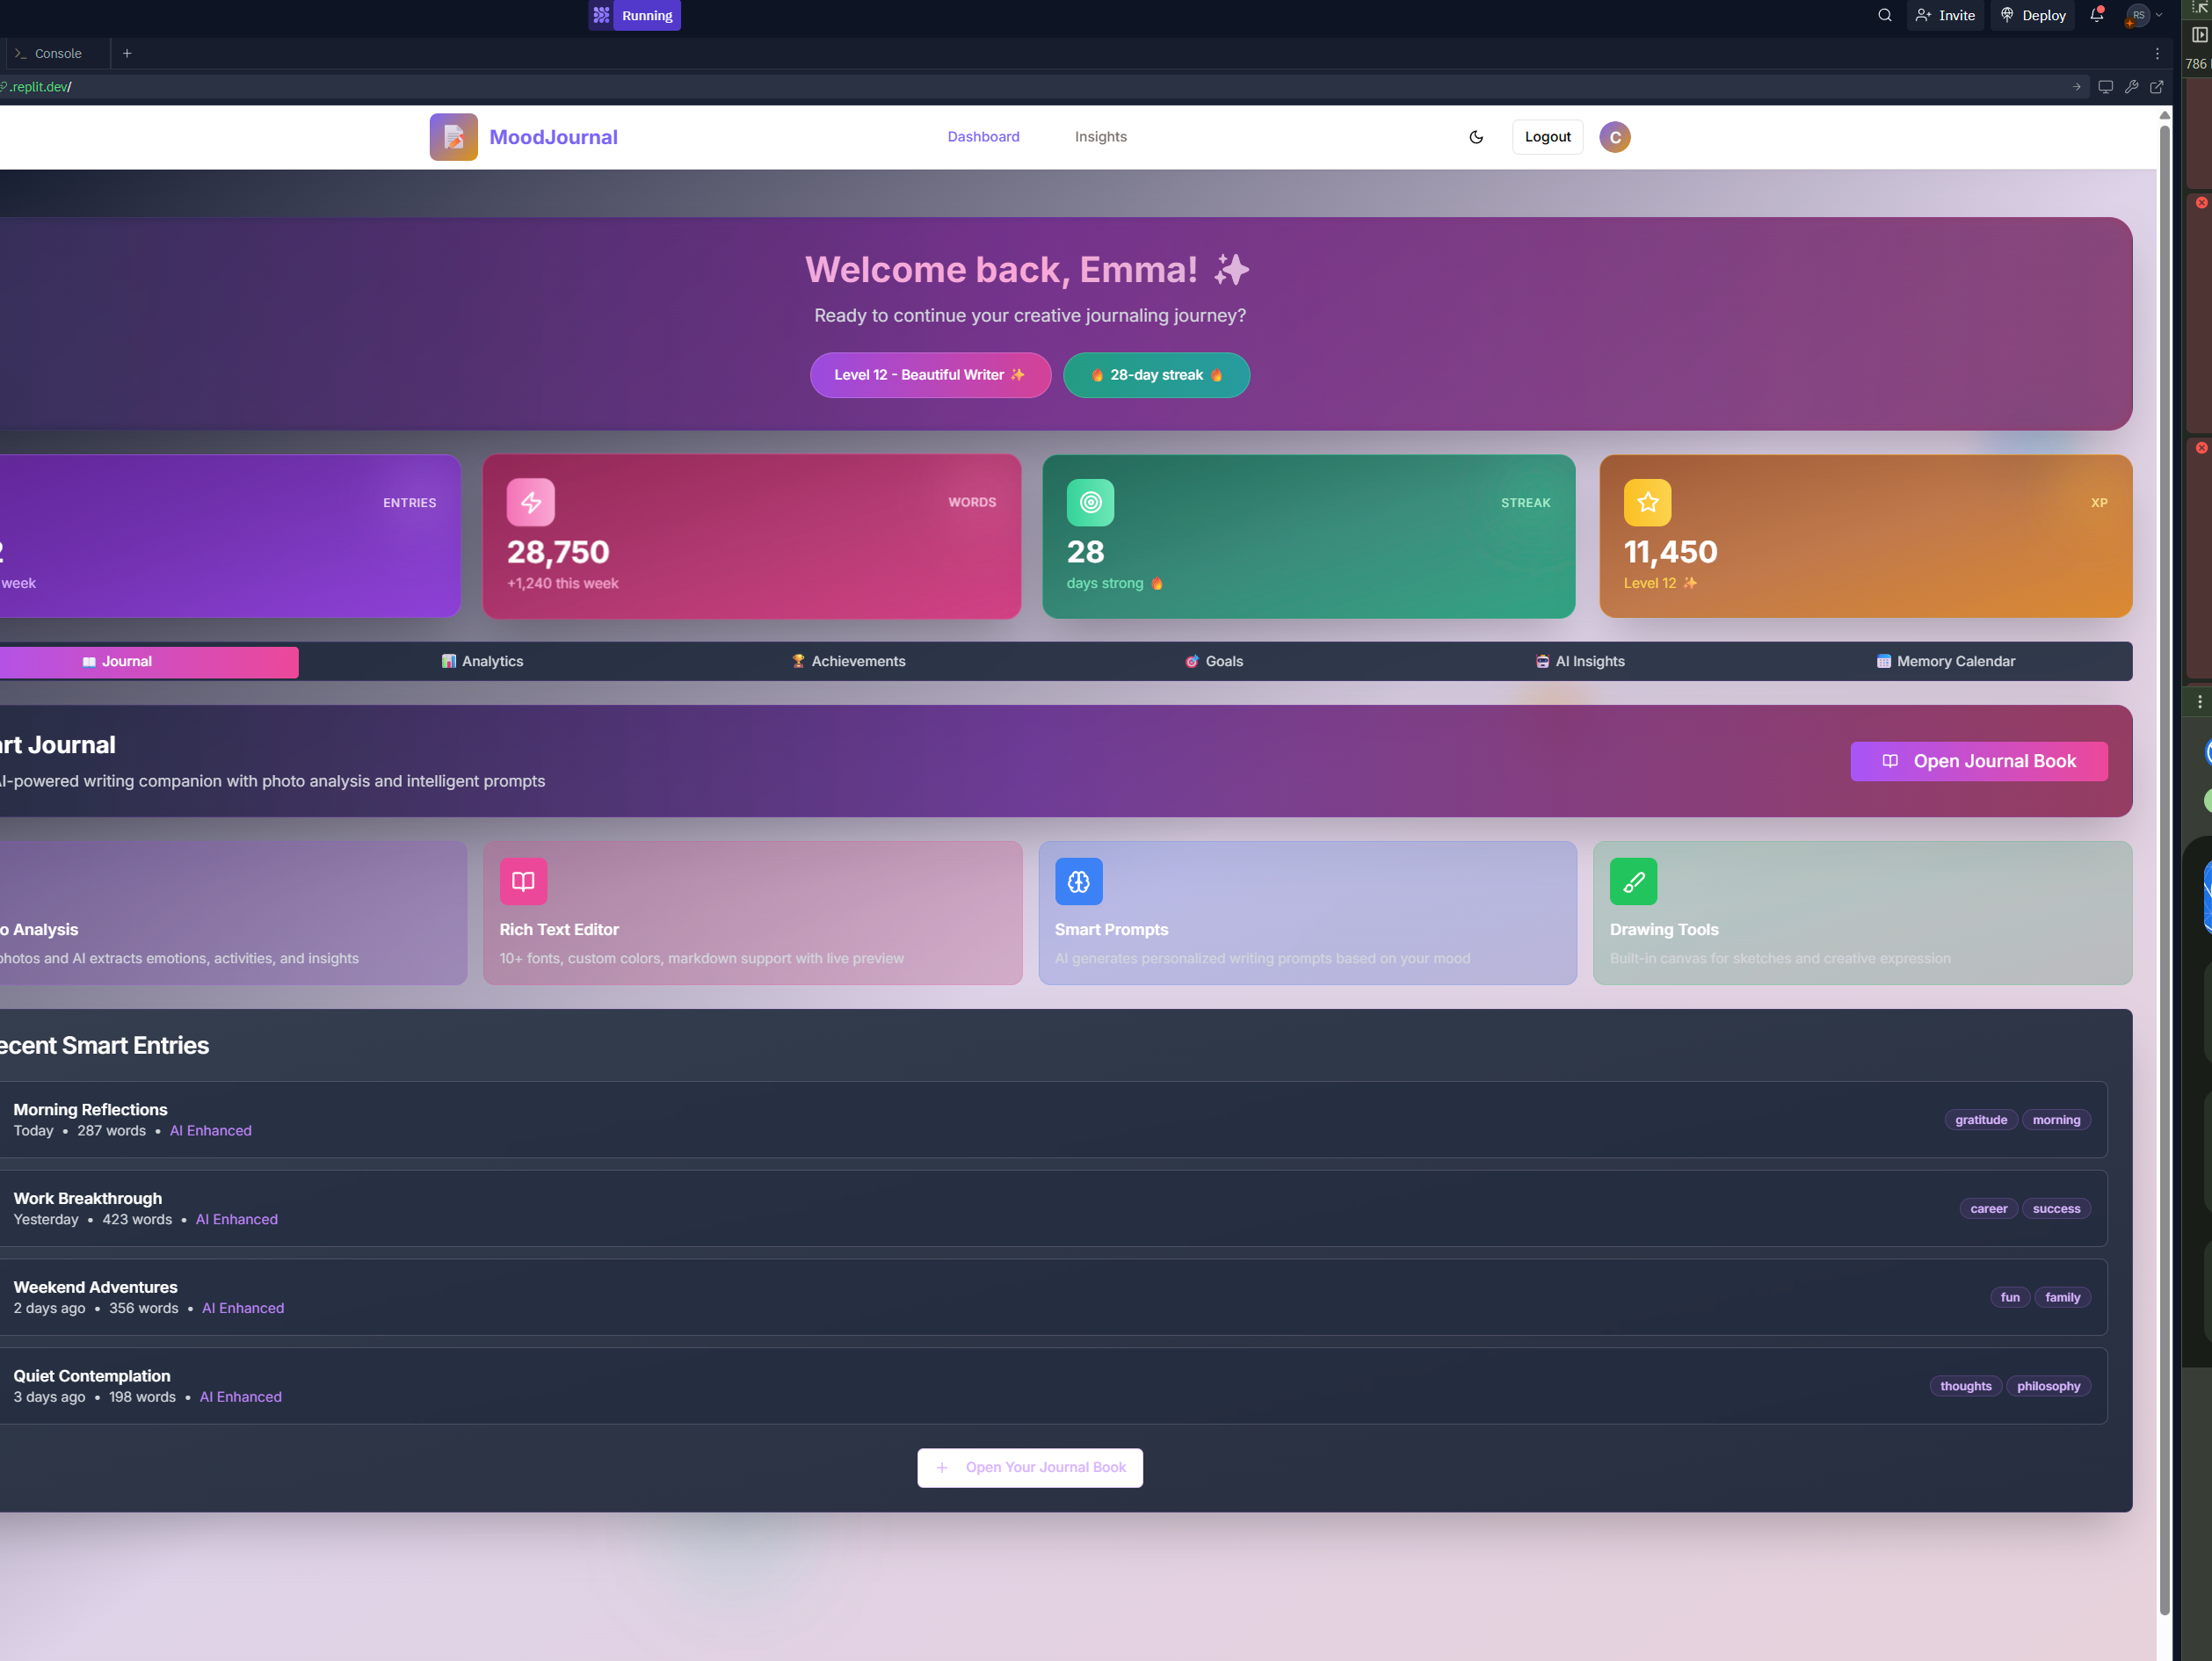 Running
Invite
Deploy
RS
Console
786
.replit.dev/
MoodJournal
Dashboard
Insights
Logout
C
Welcome back, Emma! ✨
Ready to continue your creative journaling journey?
Level 12 - Beautiful Writer ✨
🔥 28-day streak 🔥
ENTRIES
week
WORDS
28,750
+1,240 this week
STREAK
28
days strong 🔥
XP
11,450
Level 12 ✨
📖 Journal
📊 Analytics
🏆 Achievements
🎯 Goals
🤖 AI Insights
📅 Memory Calendar
rt Journal
AI-powered writing companion with photo analysis and intelligent prompts
Open Journal Book
o Analysis
photos and AI extracts emotions, activities, and insights
Rich Text Editor
10+ fonts, custom colors, markdown support with live preview
Smart Prompts
AI generates personalized writing prompts based on your mood
Drawing Tools
Built-in canvas for sketches and creative expression
ecent Smart Entries
Morning Reflections
Today • 287 words • AI Enhanced
gratitude
morning
Work Breakthrough
Yesterday • 423 words • AI Enhanced
career
success
Weekend Adventures
2 days ago • 356 words • AI Enhanced
fun
family
Quiet Contemplation
3 days ago • 198 words • AI Enhanced
thoughts
philosophy
+ Open Your Journal Book